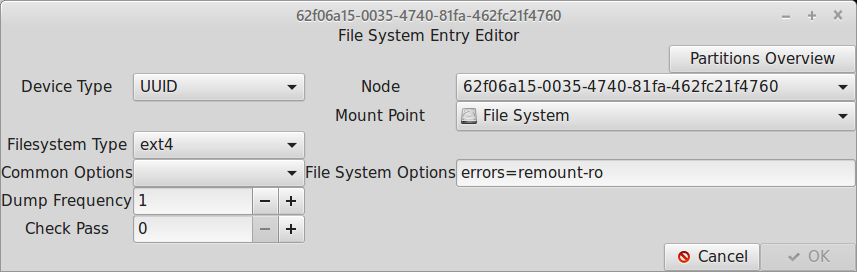 62f06a15-0035-4740-81fa-462fc21f4760
File System Entry Editor
Partitions Overview
Device Type UUID Node 62f06a15-0035-4740-81fa-462fc21f4760
Mount Point File System
Filesystem Type ext4
Common Options File System Options errors=remount-ro
Dump Frequency 1
Check Pass 0
Cancel OK